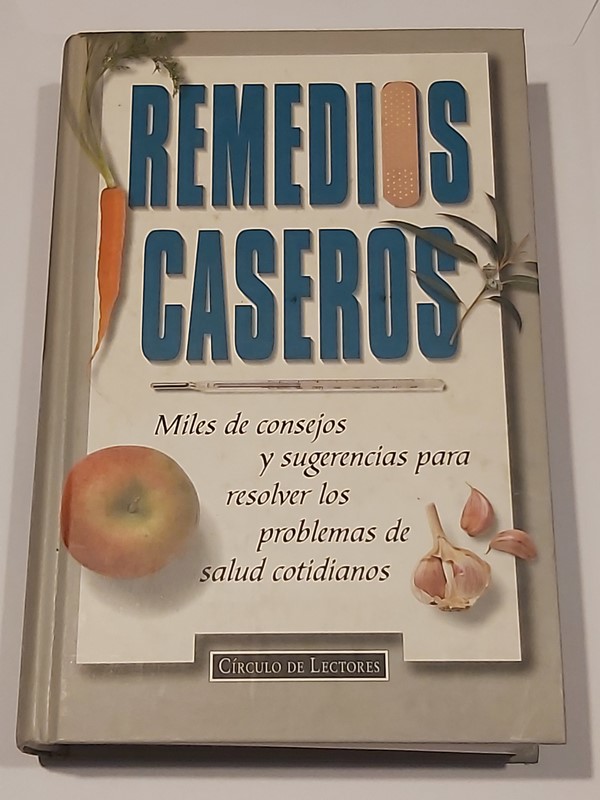 REMEDIOS
CASEROS
Miles de consejos
y sugerencias para
resolver los
problemas de
salud cotidianos
CÍRCULO DE LECTORES